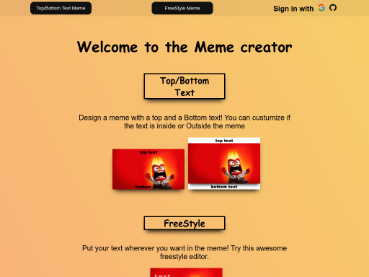 Top/Bottom Text Meme
FreeStyle Meme
Sign in with
Welcome to the Meme creator
Top/Bottom
Text
Design a meme with a top and a Bottom text! You can custumize if
the text is inside or Outside the meme
top text
bottom text
top text
bottom text
FreeStyle
Put your text wherever you want in the meme! Try this awesome
freestyle editor.
text